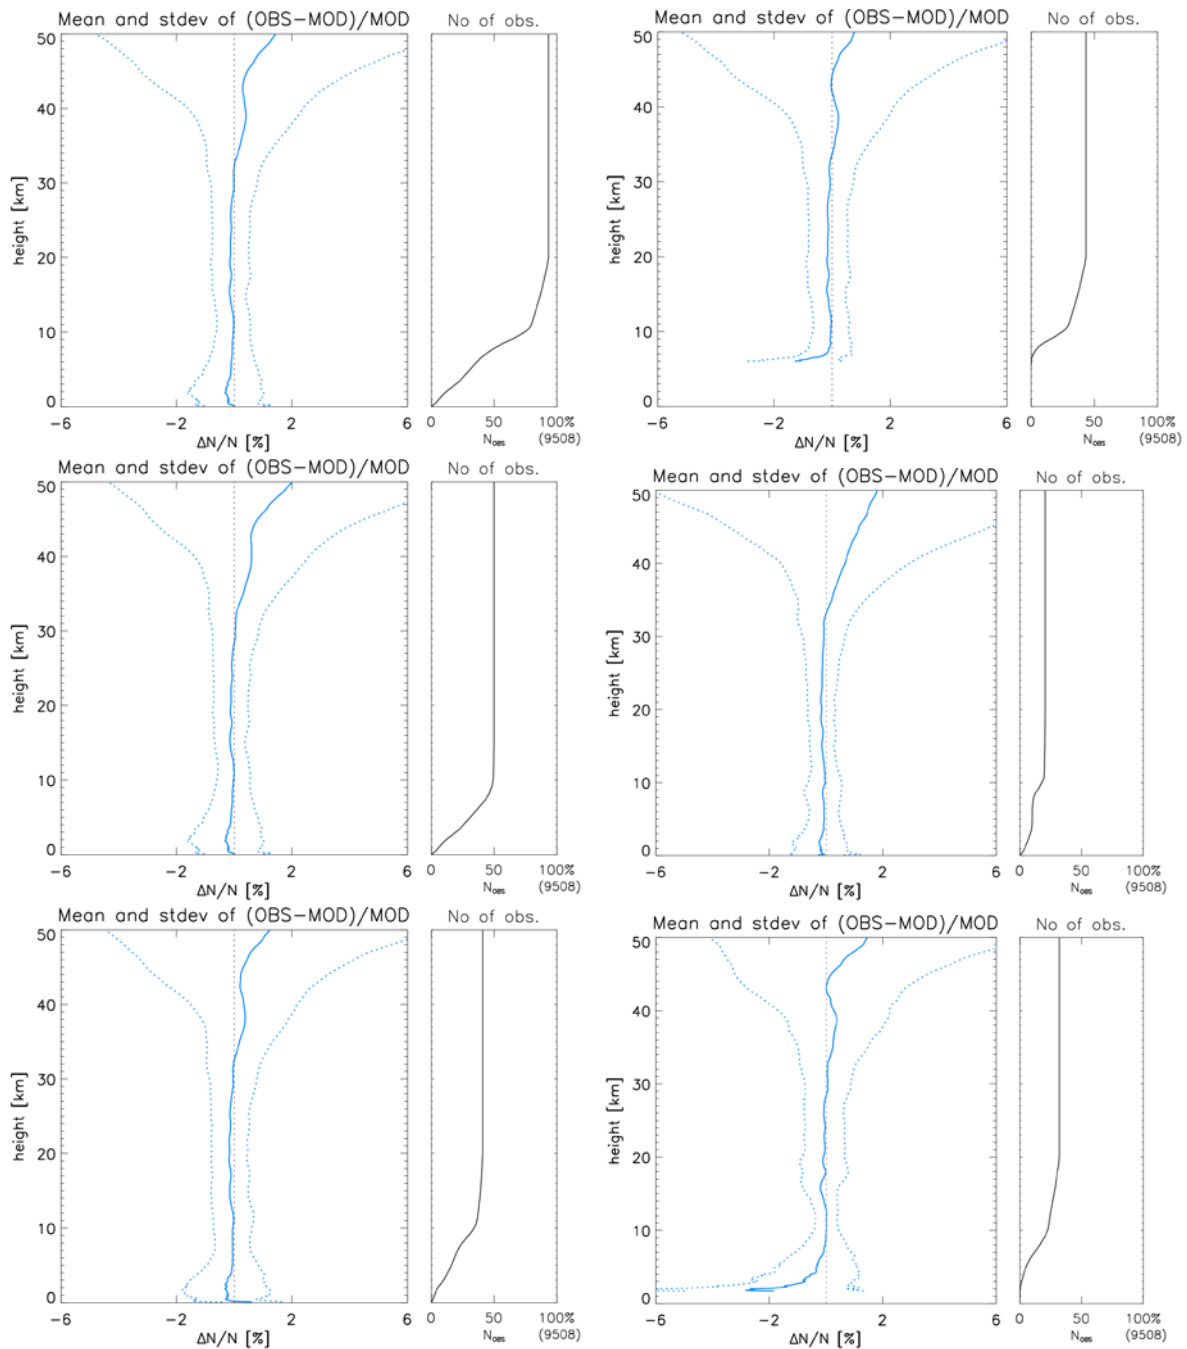 Mean and stdev of (OBS-MOD)/MOD
No of obs.
50
40
30
20
10
0
height [km]
-6
-2
2
6
ΔN/N [%]
0
50
100%
N_OBS
(9508)
Mean and stdev of (OBS-MOD)/MOD
No of obs.
50
40
30
20
10
0
height [km]
-6
-2
2
6
ΔN/N [%]
0
50
100%
N_OBS
(9508)
Mean and stdev of (OBS-MOD)/MOD
No of obs.
50
40
30
20
10
0
height [km]
-6
-2
2
6
ΔN/N [%]
0
50
100%
N_OBS
(9508)
Mean and stdev of (OBS-MOD)/MOD
No of obs.
50
40
30
20
10
0
height [km]
-6
-2
2
6
ΔN/N [%]
0
50
100%
N_OBS
(9508)
Mean and stdev of (OBS-MOD)/MOD
No of obs.
50
40
30
20
10
0
height [km]
-6
-2
2
6
ΔN/N [%]
0
50
100%
N_OBS
(9508)
Mean and stdev of (OBS-MOD)/MOD
No of obs.
50
40
30
20
10
0
height [km]
-6
-2
2
6
ΔN/N [%]
0
50
100%
N_OBS
(9508)